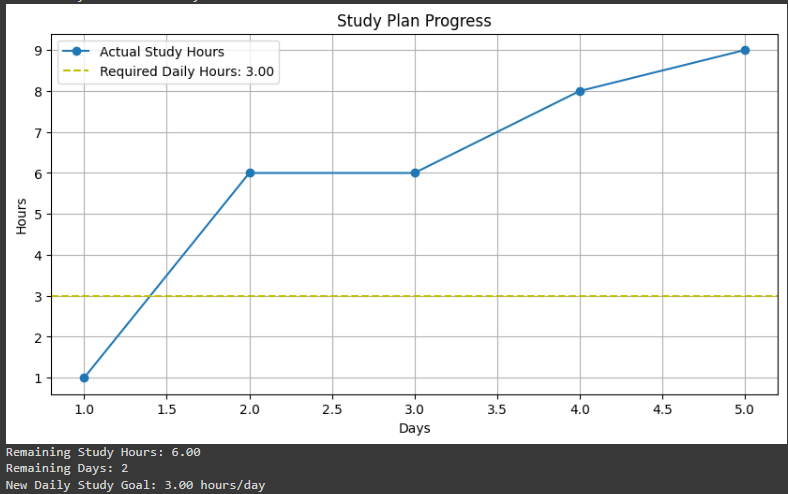 Study Plan Progress
Actual Study Hours
Required Daily Hours: 3.00
Hours
9
8
7
6
5
4
3
2
1
1.0 1.5 2.0 2.5 3.0 3.5 4.0 4.5 5.0
Days
Remaining Study Hours: 6.00
Remaining Days: 2
New Daily Study Goal: 3.00 hours/day